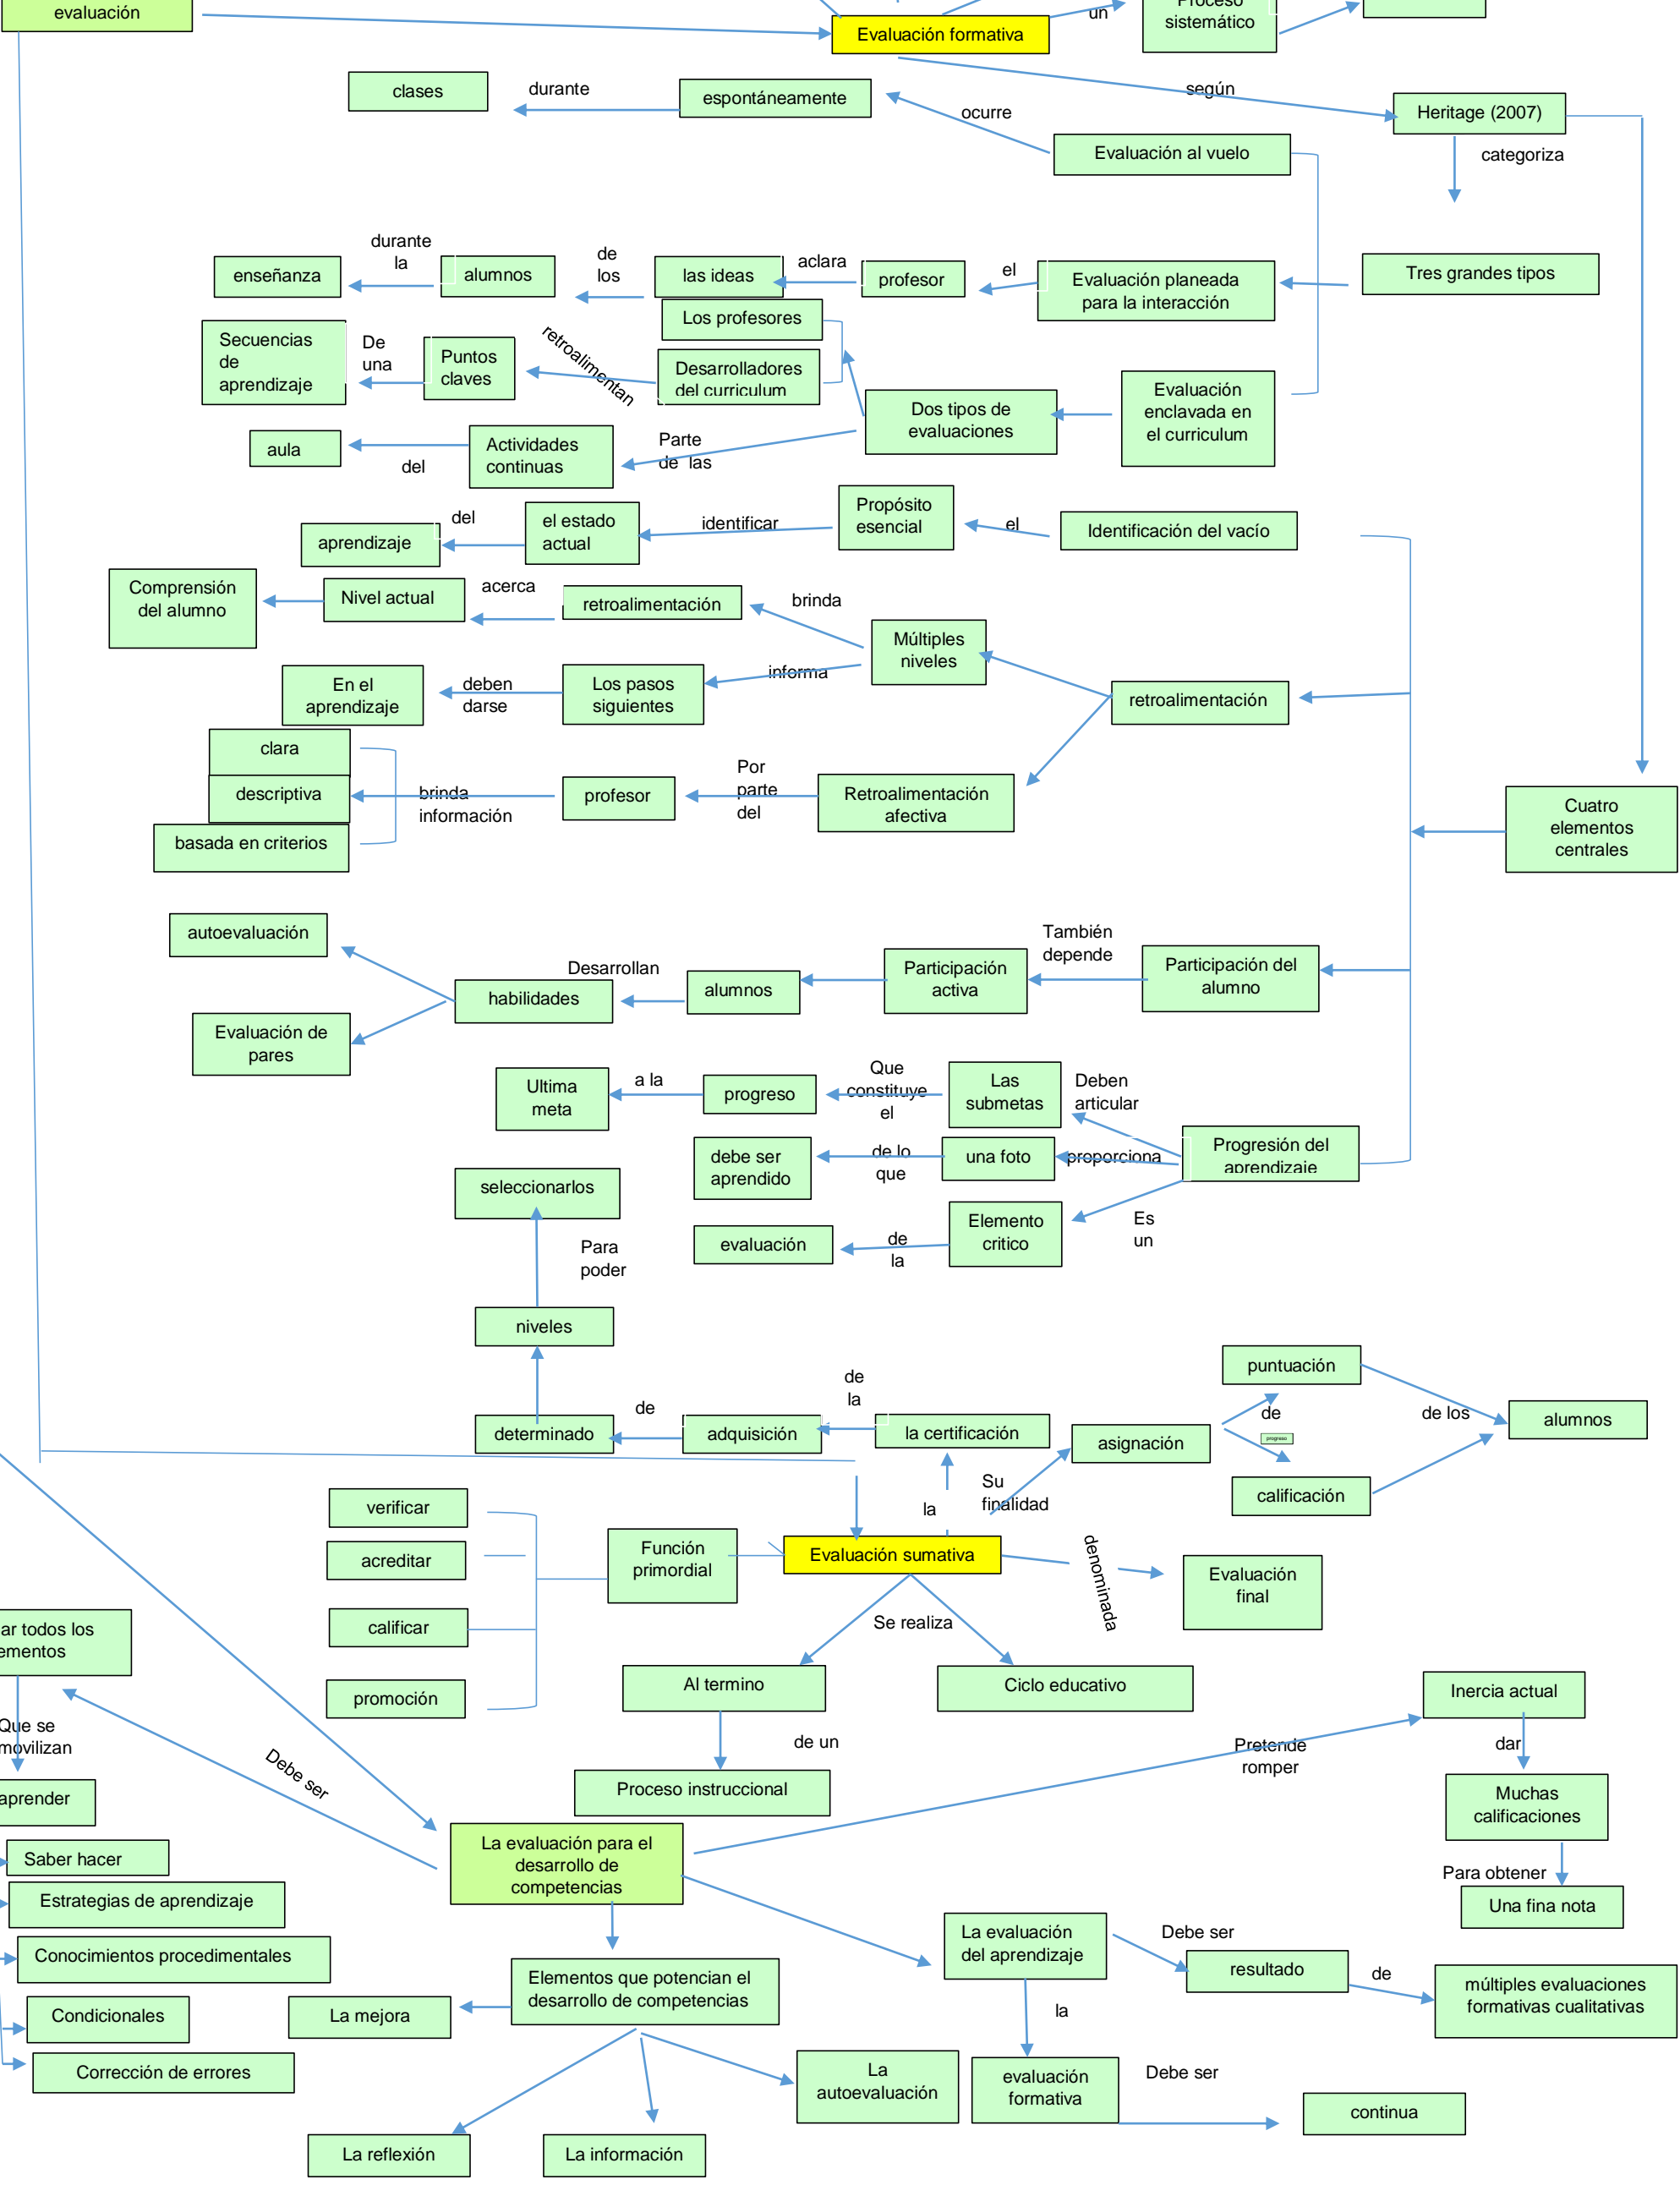 evaluación
Evaluación formativa
un
Proceso
sistemático
clases
durante
espontáneamente
ocurre
según
Heritage (2007)
categoriza
Evaluación al vuelo
enseñanza
durante
la
alumnos
de
los
las ideas
aclara
profesor
el
Evaluación planeada
para la interacción
Tres grandes tipos
Los profesores
Secuencias
de
aprendizaje
De
una
Puntos
claves
retroalimentan
Desarrolladores
del curriculum
Dos tipos de
evaluaciones
Evaluación
enclavada en
el curriculum
aula
del
Actividades
continuas
Parte
de las
aprendizaje
del
el estado
actual
identificar
Propósito
esencial
el
Identificación del vacío
Comprensión
del alumno
Nivel actual
acerca
retroalimentación
brinda
Múltiples
niveles
informa
En el
aprendizaje
deben
darse
Los pasos
siguientes
retroalimentación
clara
descriptiva
basada en criterios
brinda
información
profesor
Por
parte
del
Retroalimentación
afectiva
Cuatro
elementos
centrales
autoevaluación
Evaluación de
pares
habilidades
Desarrollan
alumnos
Participación
activa
También
depende
Participación del
alumno
Ultima
meta
a la
progreso
Que
constituye
el
Las
submetas
Deben
articular
Progresión del
aprendizaje
debe ser
aprendido
de lo
que
una foto
proporciona
evaluación
de
la
Elemento
critico
Es
un
seleccionarlos
Para
poder
niveles
determinado
de
adquisición
de
la
la certificación
Su
finalidad
asignación
de
progreso
puntuación
calificación
de los
alumnos
la
verificar
acreditar
calificar
promoción
Función
primordial
Evaluación sumativa
denominada
Evaluación
final
Se realiza
Al termino
Ciclo educativo
de un
Proceso instruccional
ar todos los
ementos
Que se
movilizan
aprender
Saber hacer
Estrategias de aprendizaje
Conocimientos procedimentales
Condicionales
Corrección de errores
Debe ser
La evaluación para el
desarrollo de
competencias
Pretende
romper
Inercia actual
dar
Muchas
calificaciones
Para obtener
Una fina nota
Elementos que potencian el
desarrollo de competencias
La mejora
La reflexión
La información
La
autoevaluación
La evaluación
del aprendizaje
Debe ser
resultado
de
múltiples evaluaciones
formativas cualitativas
la
evaluación
formativa
Debe ser
continua